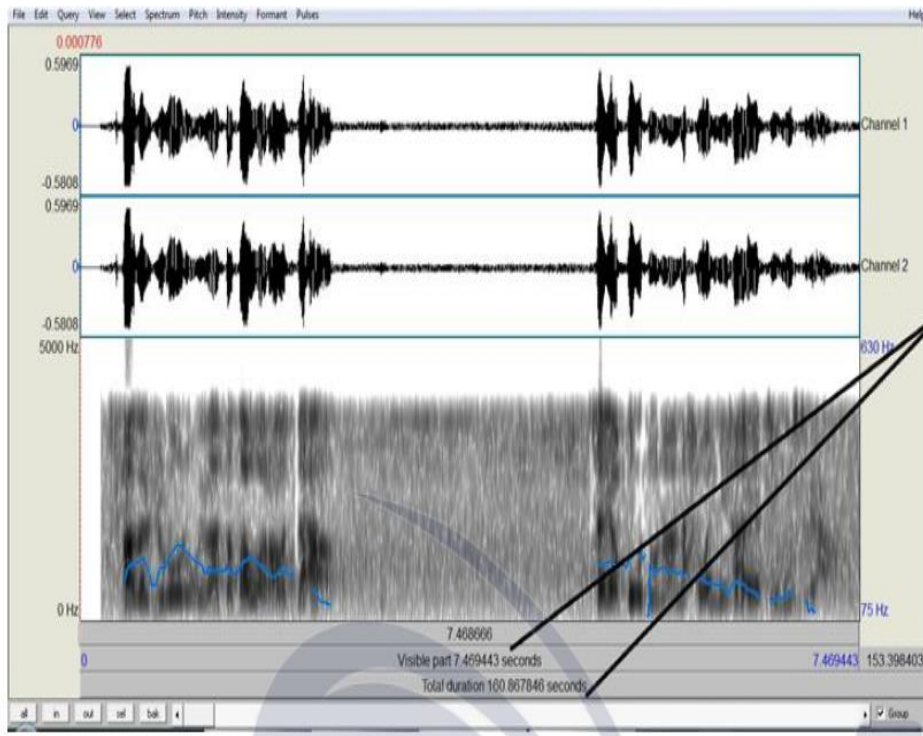 File Edit Query View Select Spectrum Pitch Intensity Formant Pulses Help
0.000776
0.5969
0
-0.5808
Channel 1
0.5969
0
-0.5808
Channel 2
5000 Hz 630 Hz
0 Hz 75 Hz
7.468666
0 Visible part 7.469443 seconds 7.469443 153.398403
Total duration 160.867846 seconds
all in out sel bak Group